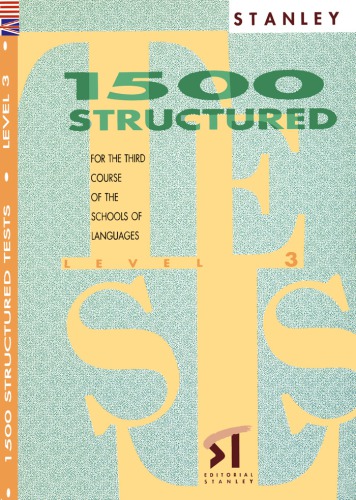 STANLEY
1500
STRUCTURED
TESTS
FOR THE THIRD
COURSE
OF THE
SCHOOLS OF
LANGUAGES
LEVEL 3
ST
EDITORIAL
STANLEY
1500 STRUCTURED TESTS • LEVEL 3 •